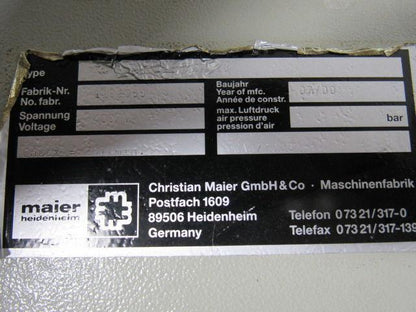 Type
Fabrik-Nr.
No. fabr.
Baujahr
Year of mfc.
Année de constr.
Spannung
Voltage
max. Luftdruck
air pressure
pression d'air
bar
maier
heidenheim
Christian Maier GmbH & Co · Maschinenfabrik
Postfach 1609
89506 Heidenheim
Germany
Telefon 07321/317-0
Telefax 07321/317-139